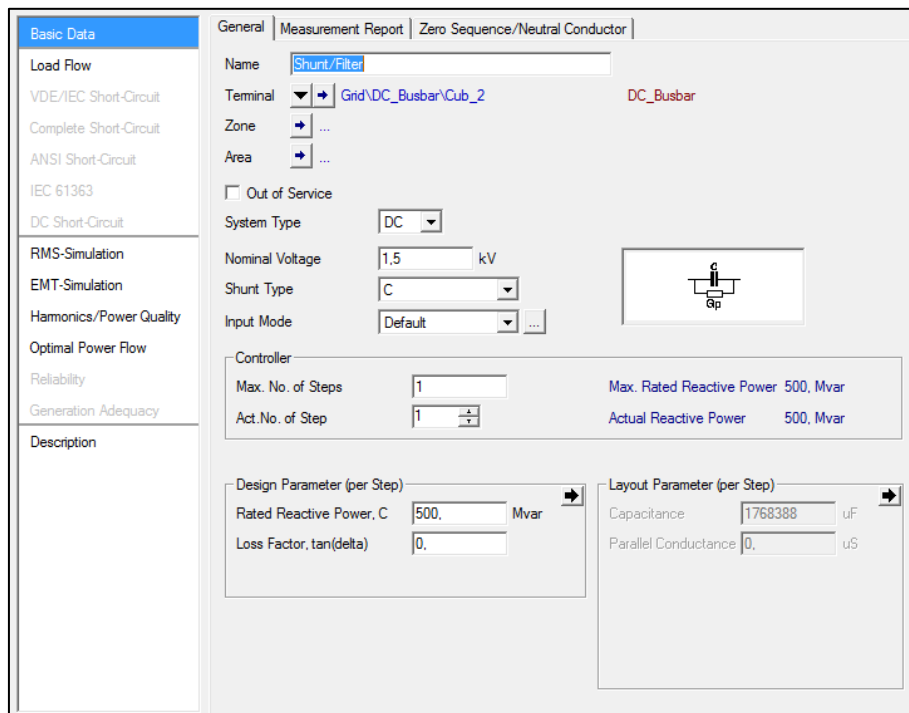 Basic Data
Load Flow
VDE/IEC Short-Circuit
Complete Short-Circuit
ANSI Short-Circuit
IEC 61363
DC Short-Circuit
RMS-Simulation
EMT-Simulation
Harmonics/Power Quality
Optimal Power Flow
Reliability
Generation Adequacy
Description
General Measurement Report Zero Sequence/Neutral Conductor
Name Shunt/Filter
Terminal Grid\DC_Busbar\Cub_2 DC_Busbar
Zone ...
Area ...
Out of Service
System Type DC
Nominal Voltage 1,5 kV
Shunt Type C
Input Mode Default ...
C
Gp
Controller
Max. No. of Steps 1 Max. Rated Reactive Power 500, Mvar
Act.No. of Step 1 Actual Reactive Power 500, Mvar
Design Parameter (per Step)
Rated Reactive Power, C 500, Mvar
Loss Factor, tan(delta) 0,
Layout Parameter (per Step)
Capacitance 1768388 uF
Parallel Conductance 0, uS